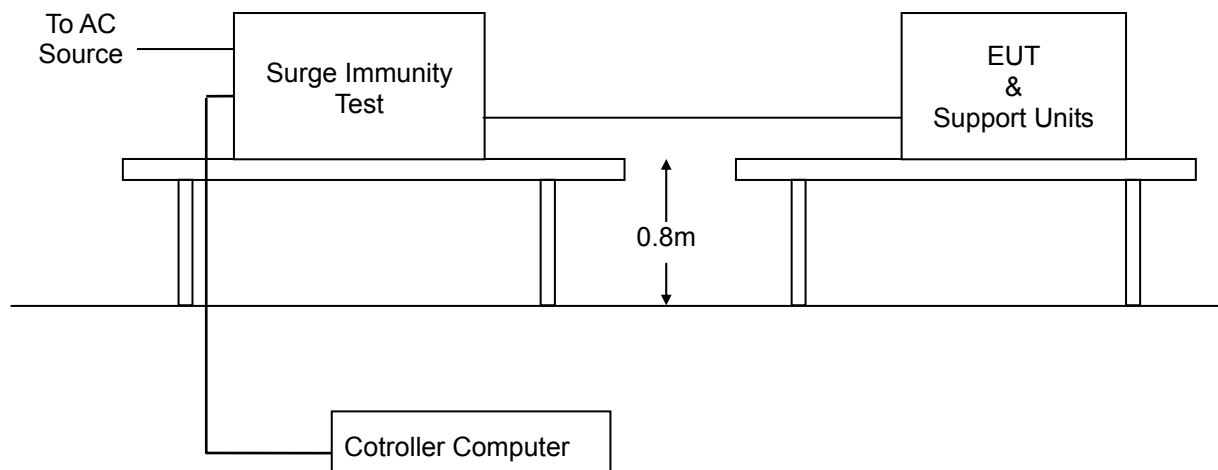 To AC
Source
Surge Immunity
Test
EUT
&
Support Units
0.8m
Cotroller Computer